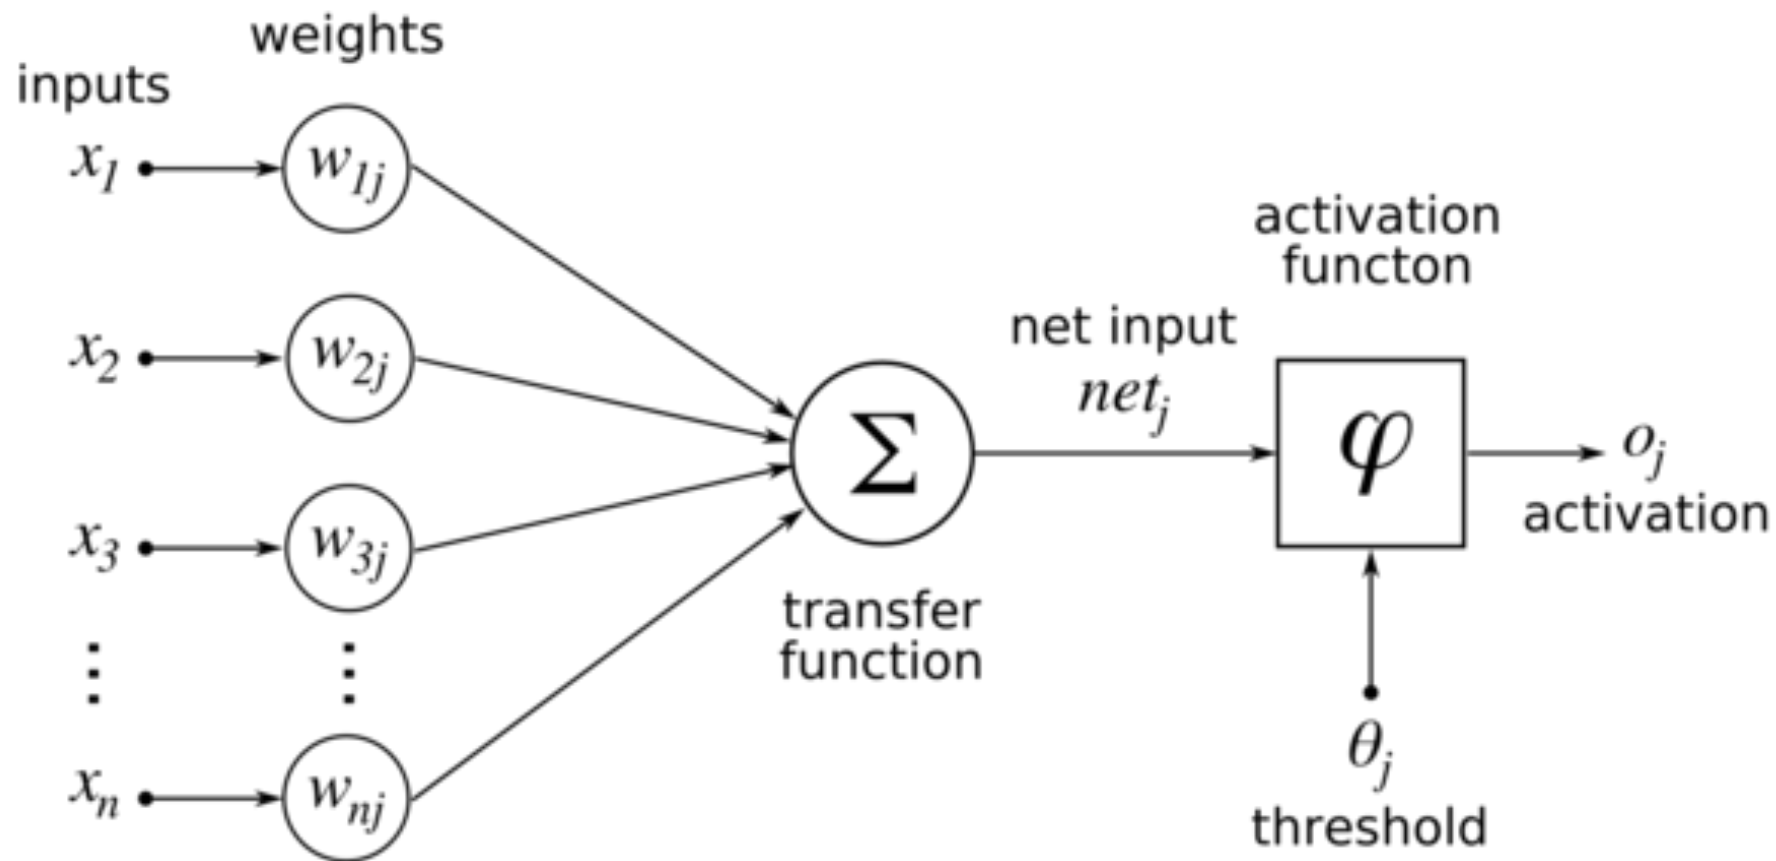 weights
inputs
x1
w1j
x2
w2j
x3
w3j
⋮
⋮
xn
wnj
Σ
transfer
function
net input
netj
activation
functon
φ
oj
activation
θj
threshold